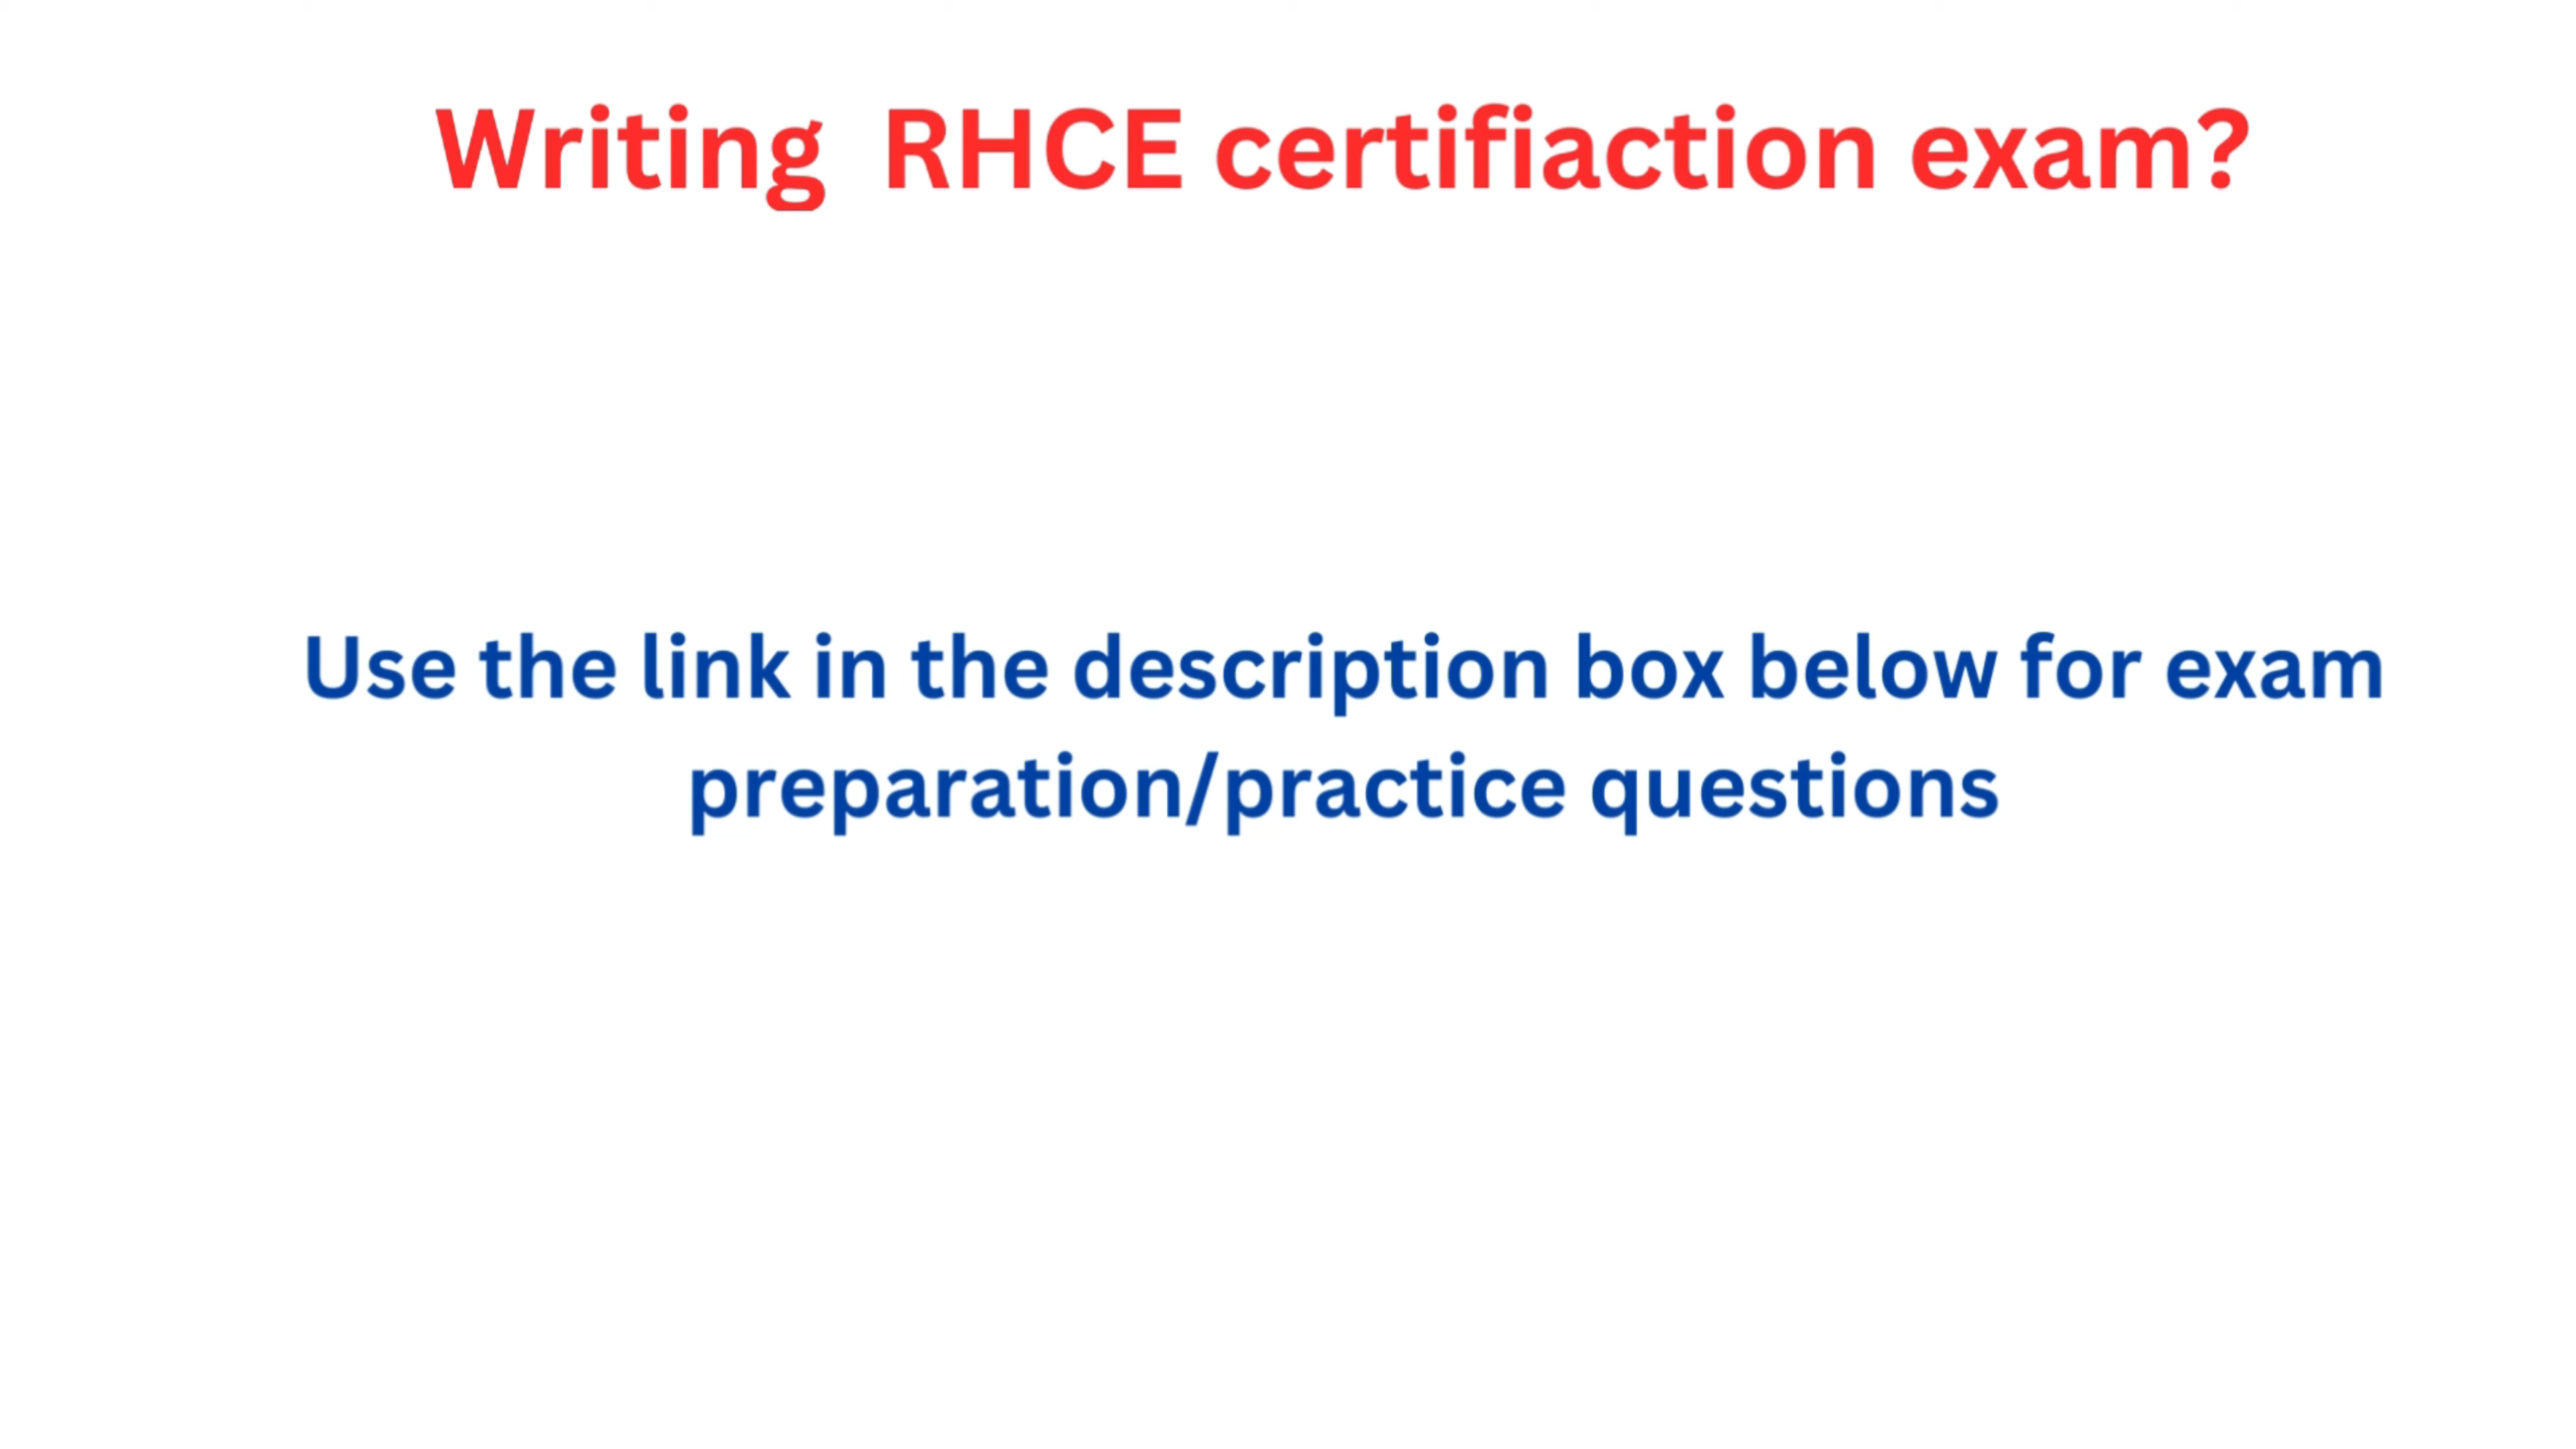 Writing  RHCE certifiaction exam?
Use the link in the description box below for exam
preparation/practice questions